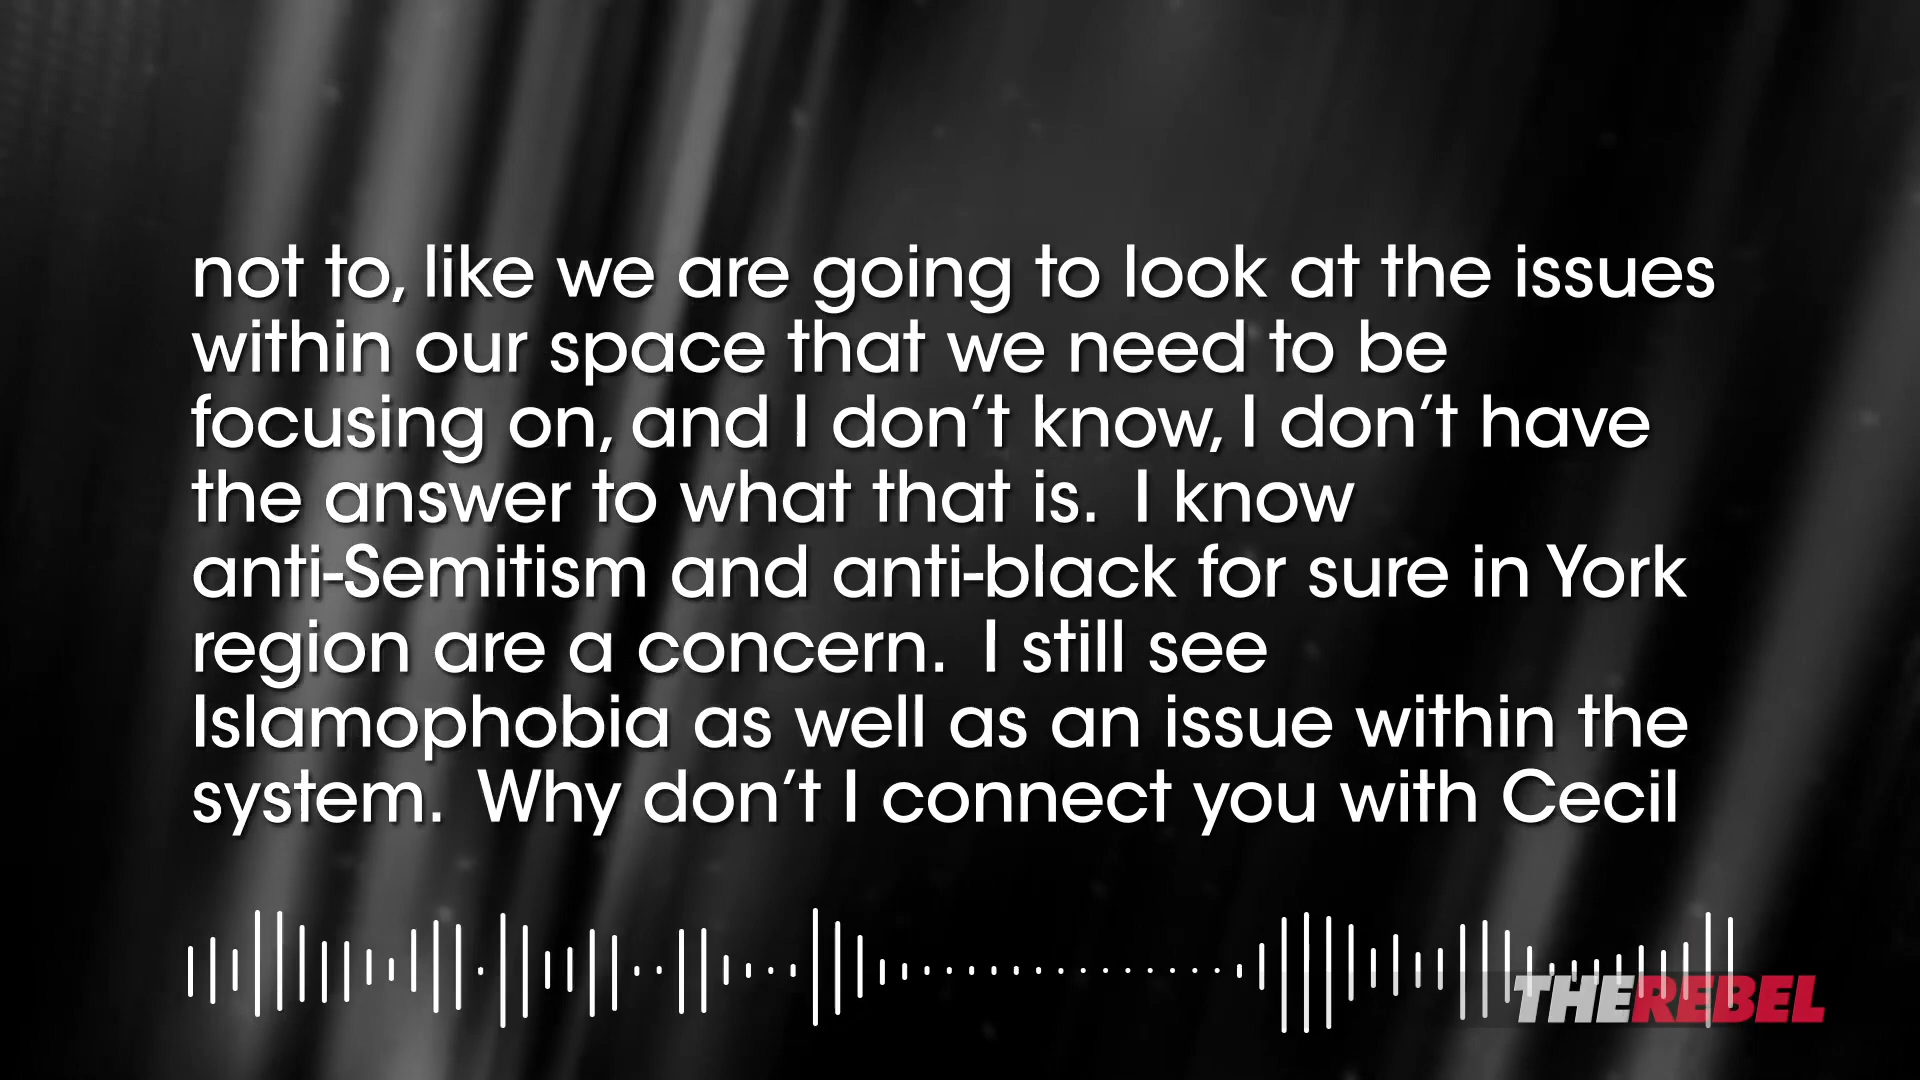 not to, like we are going to look at the issues
within our space that we need to be
focusing on, and I don’t know, I don’t have
the answer to what that is.  I know
anti-Semitism and anti-black for sure in York
region are a concern.  I still see
Islamophobia as well as an issue within the
system.  Why don’t I connect you with Cecil
THEREBEL